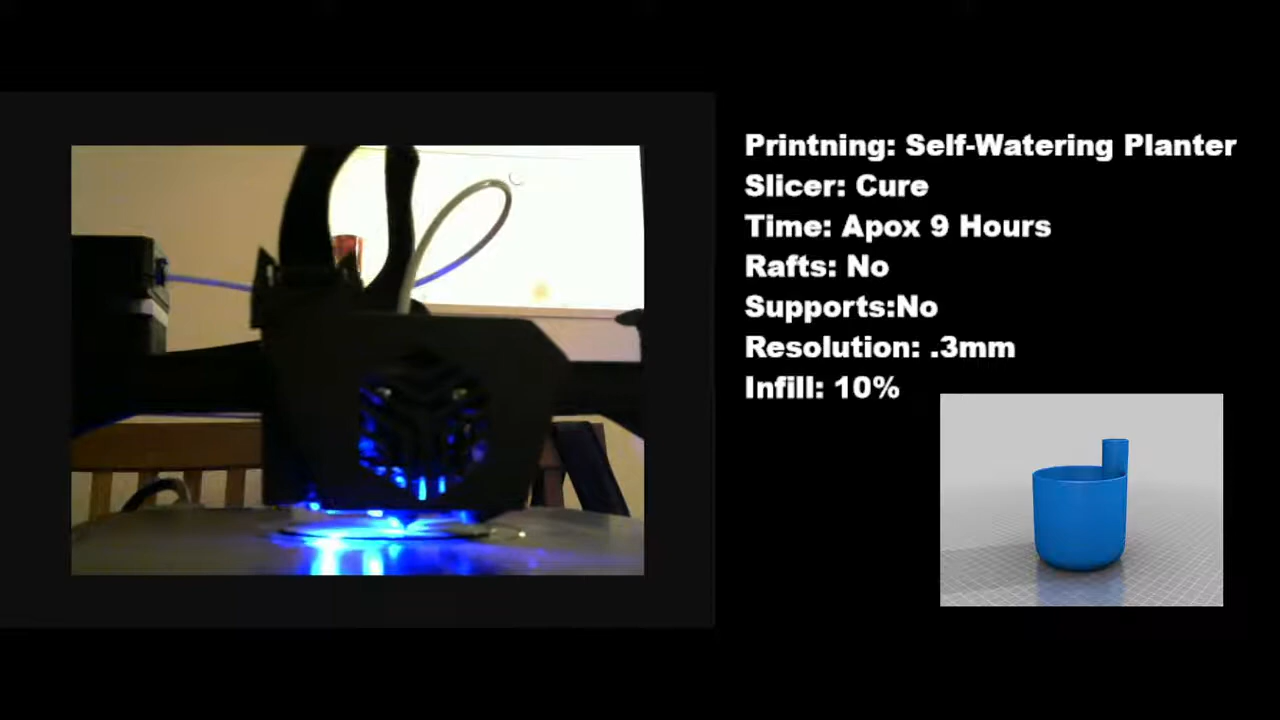 Printning: Self-Watering Planter
Slicer: Cure
Time: Apox 9 Hours
Rafts: No
Supports:No
Resolution: .3mm
Infill: 10%